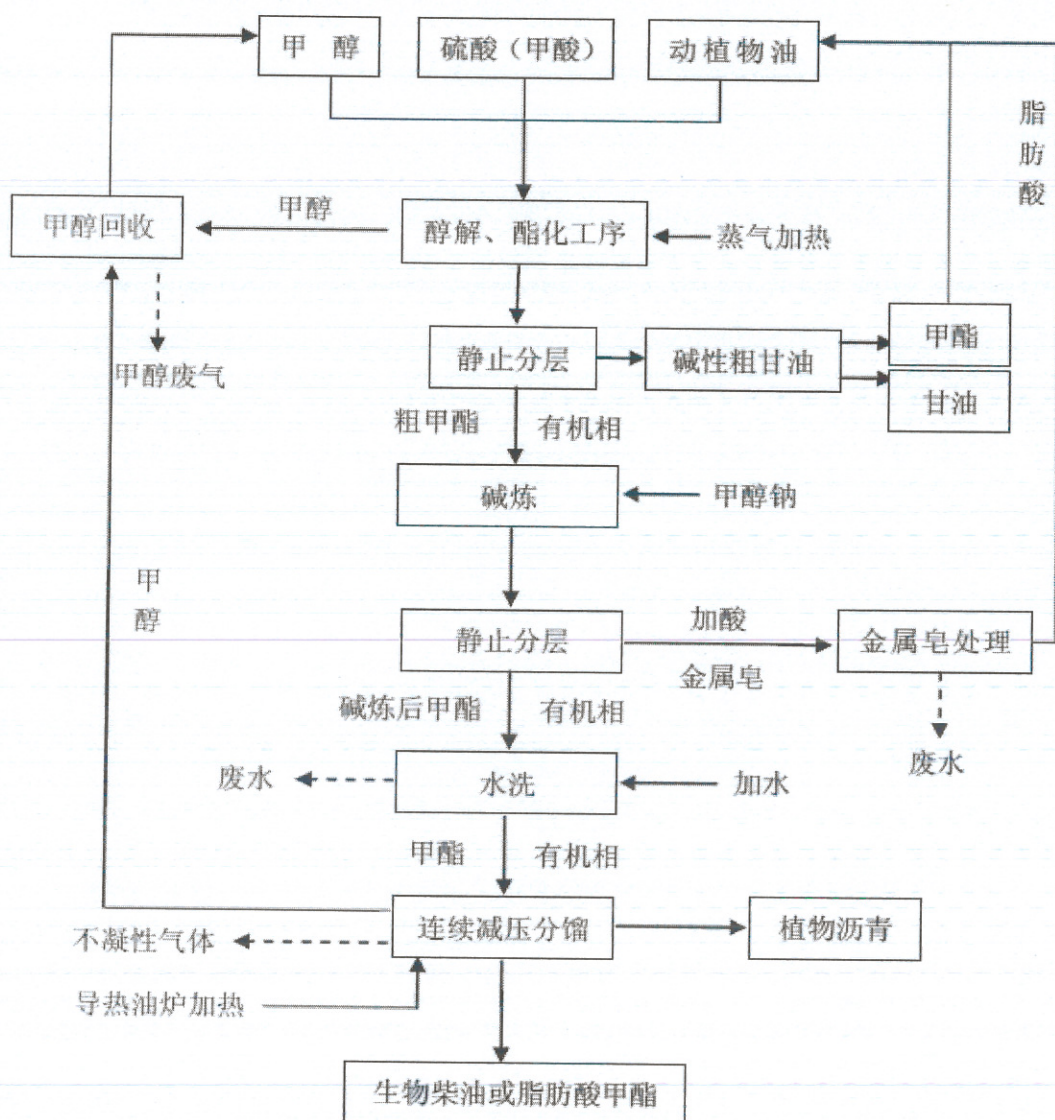 甲 醇
硫酸（甲酸）
动植物油
脂
肪
酸
甲醇回收
甲醇
醇解、酯化工序
蒸气加热
甲醇废气
静止分层
碱性粗甘油
甲酯
甘油
粗甲酯
有机相
碱炼
甲醇钠
甲
醇
静止分层
加酸
金属皂
金属皂处理
碱炼后甲酯
有机相
废水
废水
水洗
加水
甲酯
有机相
不凝性气体
连续减压分馏
植物沥青
导热油炉加热
生物柴油或脂肪酸甲酯